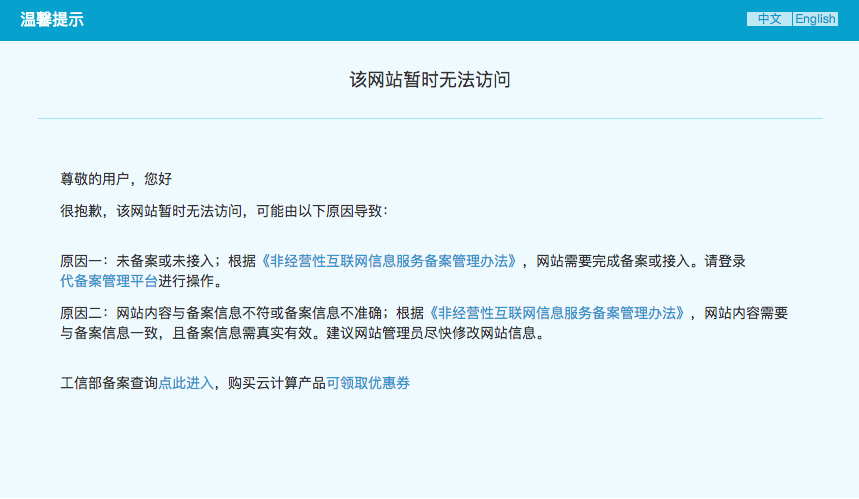 温馨提示
中文 English
该网站暂时无法访问
尊敬的用户，您好
很抱歉，该网站暂时无法访问，可能由以下原因导致：
原因一：未备案或未接入；根据《非经营性互联网信息服务备案管理办法》，网站需要完成备案或接入。请登录
代备案管理平台进行操作。
原因二：网站内容与备案信息不符或备案信息不准确；根据《非经营性互联网信息服务备案管理办法》，网站内容需要
与备案信息一致，且备案信息需真实有效。建议网站管理员尽快修改网站信息。
工信部备案查询点此进入，购买云计算产品可领取优惠券